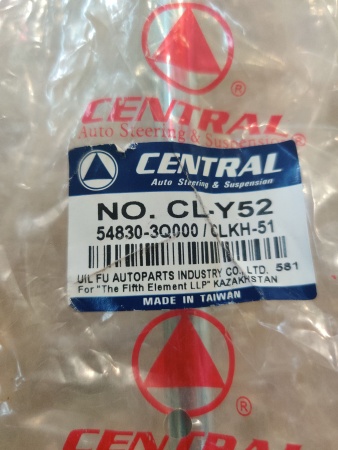 ®
CENTRAL
Auto Steering & Suspension
CENTRAL
Auto Steering & Suspension
NO. CL-Y52
54830-3Q000 / CLKH-51
UIL FU AUTOPARTS INDUSTRY CO., LTD. 581
For "The Fifth Element LLP" KAZAKHSTAN
MADE IN TAIWAN
®
CENTRAL